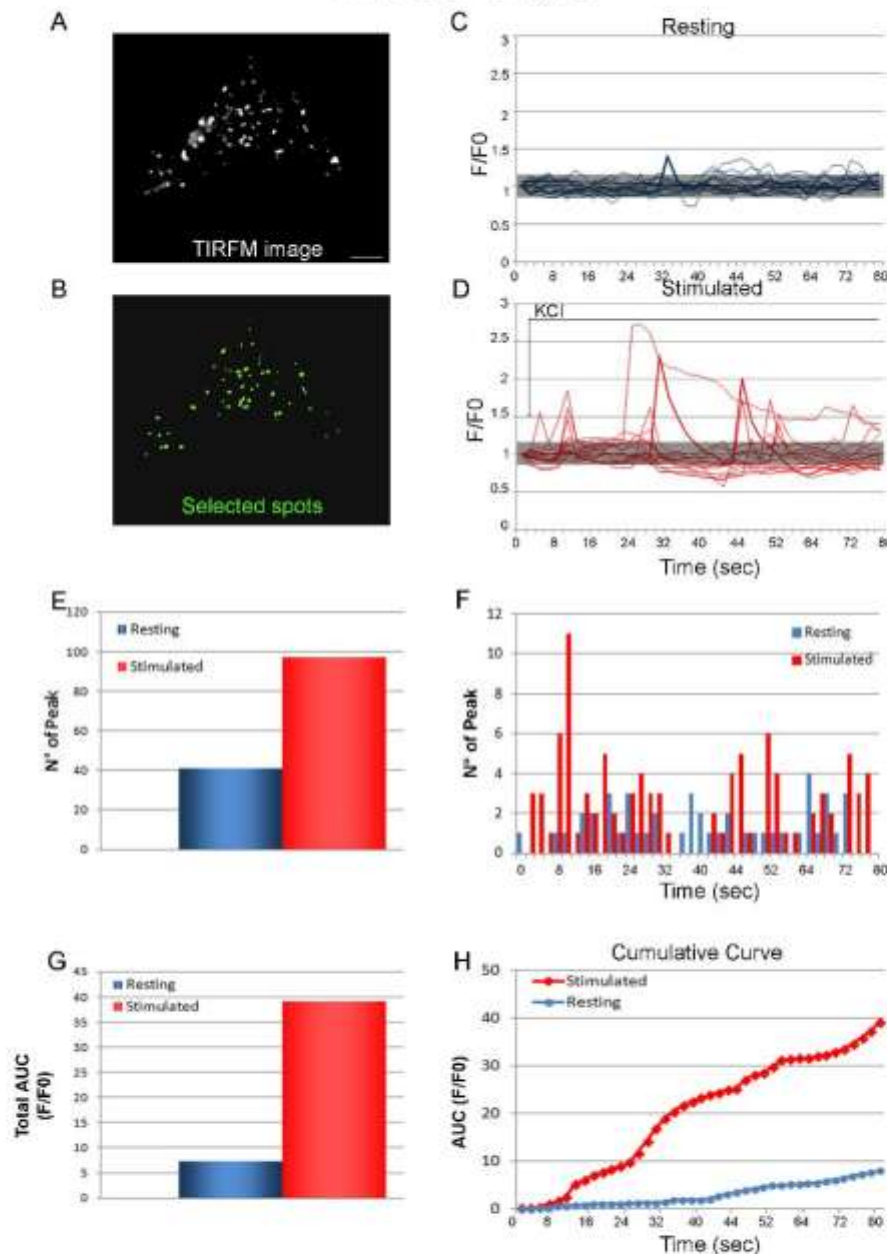 A
TIRFM image
B
Selected spots
C
Resting
F/F0
3
2.5
2
1.5
1
0.5
0
0 8 16 24 32 40 44 52 64 72 80
D
Stimulated
KCl
F/F0
3
2.5
2
1.5
1
0.5
0
0 8 16 24 32 40 44 52 64 72 80
Time (sec)
E
N° of Peak
120
100
80
60
40
20
0
Resting
Stimulated
F
N° of Peak
12
10
8
6
4
2
0
Resting
Stimulated
0 8 16 24 32 40 44 52 64 72 80
Time (sec)
G
Total AUC
(F/F0)
45
40
35
30
25
20
15
10
5
0
Resting
Stimulated
H
Cumulative Curve
AUC (F/F0)
50
40
30
20
10
0
Stimulated
Resting
0 8 16 24 32 40 44 52 64 72 80
Time (sec)